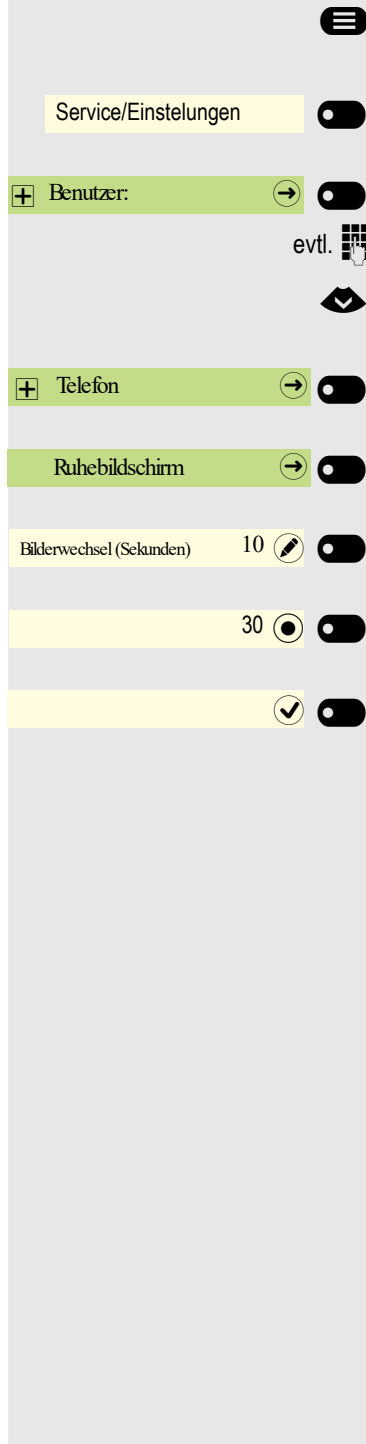 Service/Einstelungen
Benutzer:
evtl.
Telefon
Ruhebildschirm
Bilderwechsel (Sekunden) 10
30